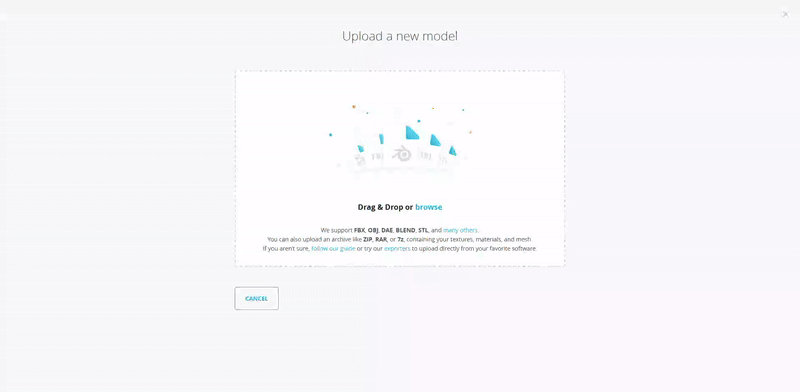 Upload a new model
Drag & Drop or browse
We support FBX, OBJ, DAE, BLEND, STL, and many others.
You can also upload an archive like ZIP, RAR, or 7z, containing your textures, materials, and mesh.
If you aren't sure, follow our guide or try our exporters to upload directly from your favorite software.
CANCEL